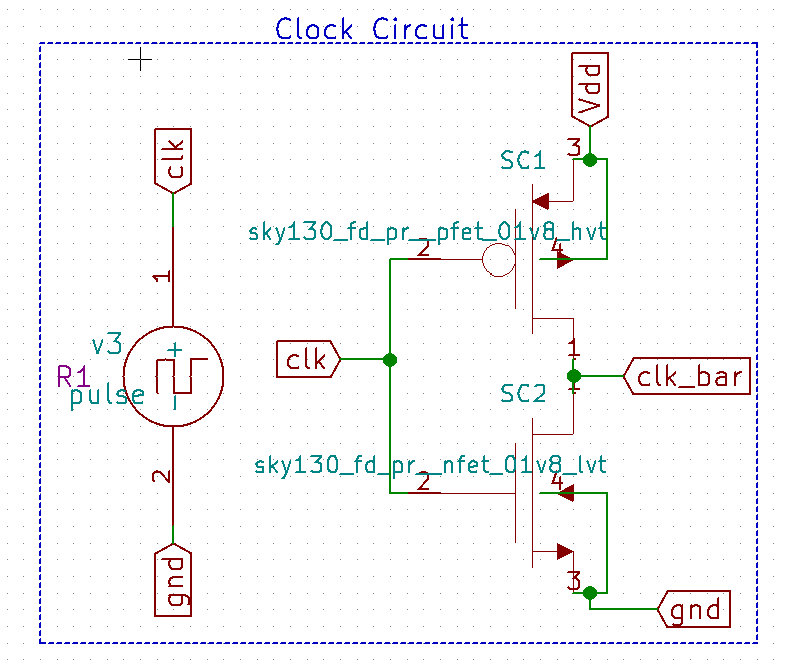 Clock Circuit
Vdd
clk
3
SC1
sky130_fd_pr__pfet_01v8_hvt
2
4
1
v3
+
R1
pulse
clk
1
clk_bar
1
SC2
sky130_fd_pr__nfet_01v8_lvt
2
2
4
3
gnd
gnd